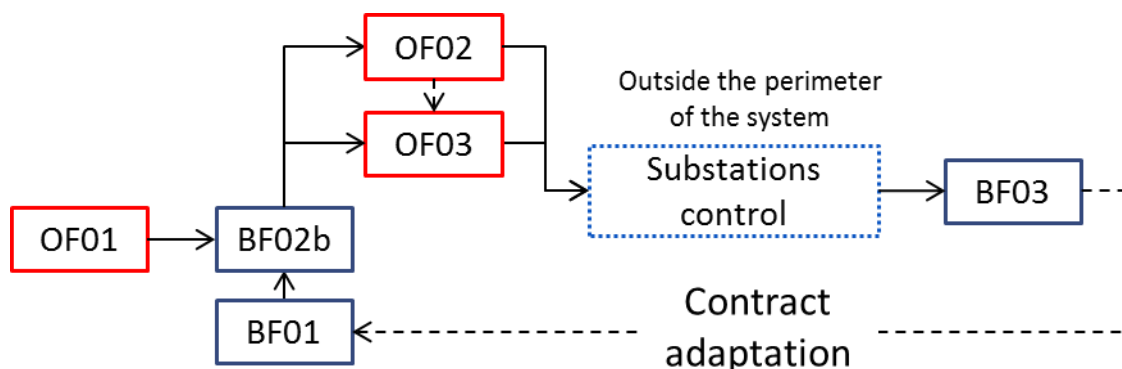 OF02
Outside the perimeter
of the system
OF03
Substations
control
BF03
OF01
BF02b
BF01
Contract
adaptation